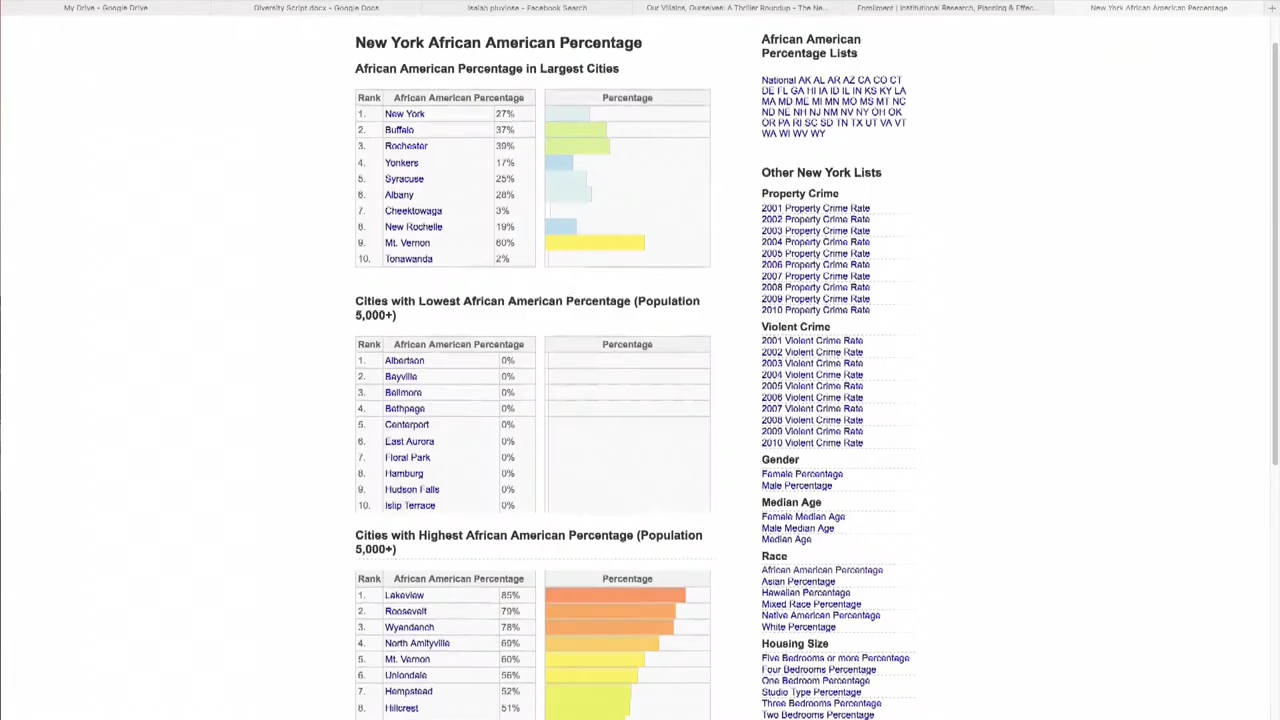 My Drive - Google Drive
Diversity Script.docx - Google Docs
isaiah pluviose - Facebook Search
Our Villains, Ourselves: A Thriller Roundup - The Ne...
Enrollment | Institutional Research, Planning & Effec...
New York African American Percentage
New York African American Percentage
African American Percentage in Largest Cities
Rank African American Percentage Percentage
1. New York 27%
2. Buffalo 37%
3. Rochester 39%
4. Yonkers 17%
5. Syracuse 25%
6. Albany 28%
7. Cheektowaga 3%
8. New Rochelle 19%
9. Mt. Vernon 60%
10. Tonawanda 2%
Cities with Lowest African American Percentage (Population
5,000+)
Rank African American Percentage Percentage
1. Albertson 0%
2. Bayville 0%
3. Bellmore 0%
4. Bethpage 0%
5. Centerport 0%
6. East Aurora 0%
7. Floral Park 0%
8. Hamburg 0%
9. Hudson Falls 0%
10. Islip Terrace 0%
Cities with Highest African American Percentage (Population
5,000+)
Rank African American Percentage Percentage
1. Lakeview 85%
2. Roosevelt 79%
3. Wyandanch 78%
4. North Amityville 69%
5. Mt. Vernon 60%
6. Uniondale 56%
7. Hempstead 52%
8. Hillcrest 51%
African American
Percentage Lists
National AK AL AR AZ CA CO CT
DE FL GA HI IA ID IL IN KS KY LA
MA MD ME MI MN MO MS MT NC
ND NE NH NJ NM NV NY OH OK
OR PA RI SC SD TN TX UT VA VT
WA WI WV WY
Other New York Lists
Property Crime
2001 Property Crime Rate
2002 Property Crime Rate
2003 Property Crime Rate
2004 Property Crime Rate
2005 Property Crime Rate
2006 Property Crime Rate
2007 Property Crime Rate
2008 Property Crime Rate
2009 Property Crime Rate
2010 Property Crime Rate
Violent Crime
2001 Violent Crime Rate
2002 Violent Crime Rate
2003 Violent Crime Rate
2004 Violent Crime Rate
2005 Violent Crime Rate
2006 Violent Crime Rate
2007 Violent Crime Rate
2008 Violent Crime Rate
2009 Violent Crime Rate
2010 Violent Crime Rate
Gender
Female Percentage
Male Percentage
Median Age
Female Median Age
Male Median Age
Median Age
Race
African American Percentage
Asian Percentage
Hawaiian Percentage
Mixed Race Percentage
Native American Percentage
White Percentage
Housing Size
Five Bedrooms or more Percentage
Four Bedrooms Percentage
One Bedroom Percentage
Studio Type Percentage
Three Bedrooms Percentage
Two Bedrooms Percentage